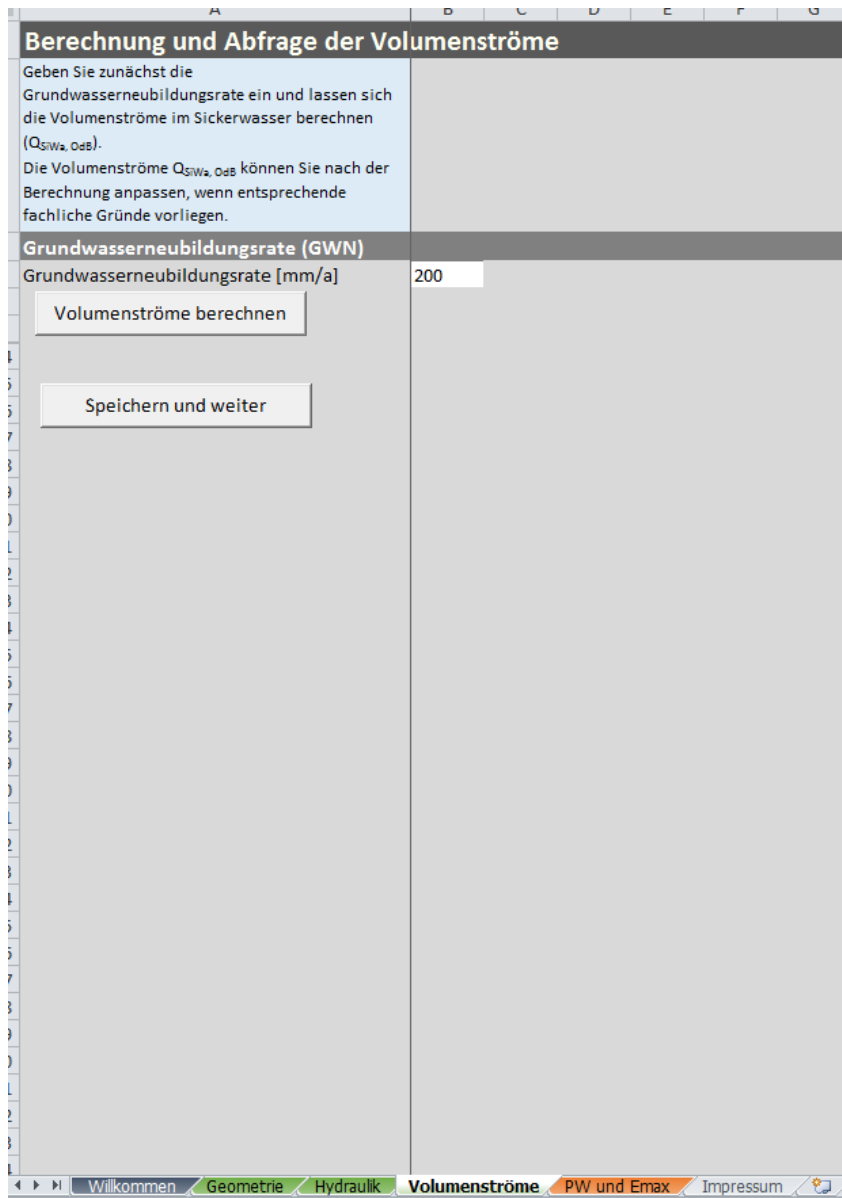 A B C D E F G
Berechnung und Abfrage der Volumenströme
Geben Sie zunächst die
Grundwasserneubildungsrate ein und lassen sich
die Volumenströme im Sickerwasser berechnen
(QSiWa, OdB).
Die Volumenströme QSiWa, OdB können Sie nach der
Berechnung anpassen, wenn entsprechende
fachliche Gründe vorliegen.
Grundwasserneubildungsrate (GWN)
Grundwasserneubildungsrate [mm/a] 200
Volumenströme berechnen
Speichern und weiter
Willkommen Geometrie Hydraulik Volumenströme PW und Emax Impressum